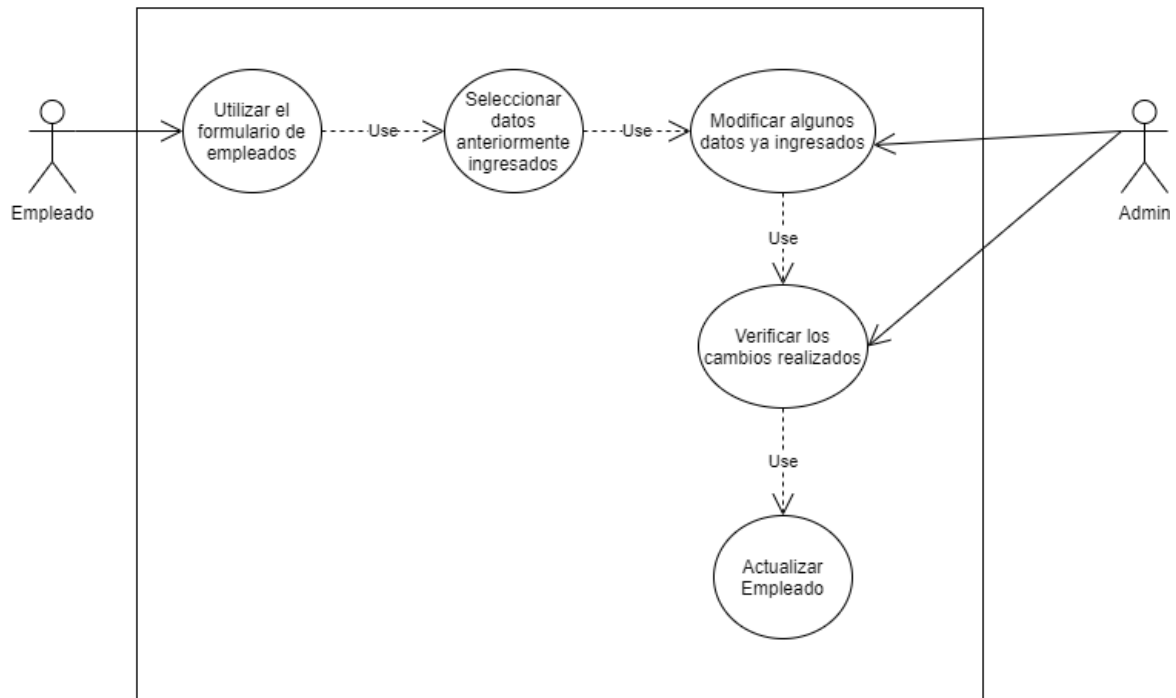 Utilizar el
formulario de
empleados
Use
Seleccionar
datos
anteriormente
ingresados
Use
Modificar algunos
datos ya ingresados
Empleado
Admin
Use
Verificar los
cambios realizados
Use
Actualizar
Empleado